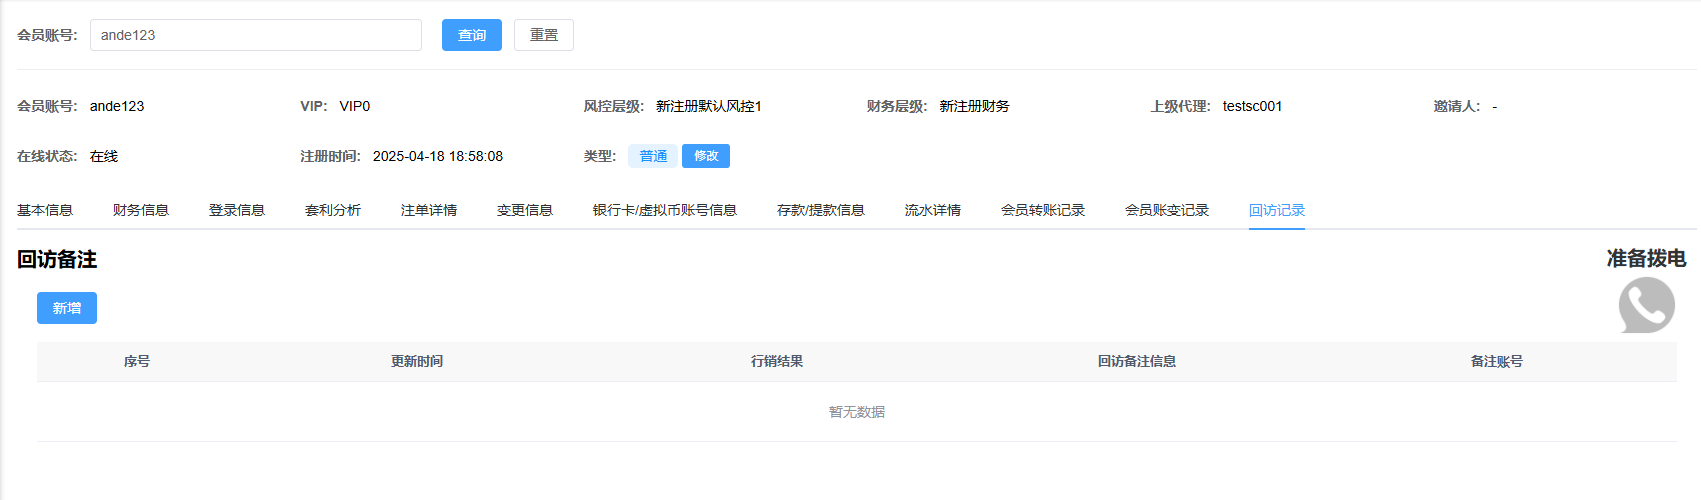 会员账号: ande123 查询 重置
会员账号: ande123 VIP: VIP0 风控层级: 新注册默认风控1 财务层级: 新注册财务 上级代理: testsc001 邀请人: -
在线状态: 在线 注册时间: 2025-04-18 18:58:08 类型: 普通 修改
基本信息 财务信息 登录信息 套利分析 注单详情 变更信息 银行卡/虚拟币账号信息 存款/提款信息 流水详情 会员转账记录 会员账变记录 回访记录
回访备注 准备拨电
新增
序号 更新时间 行销结果 回访备注信息 备注账号
暂无数据